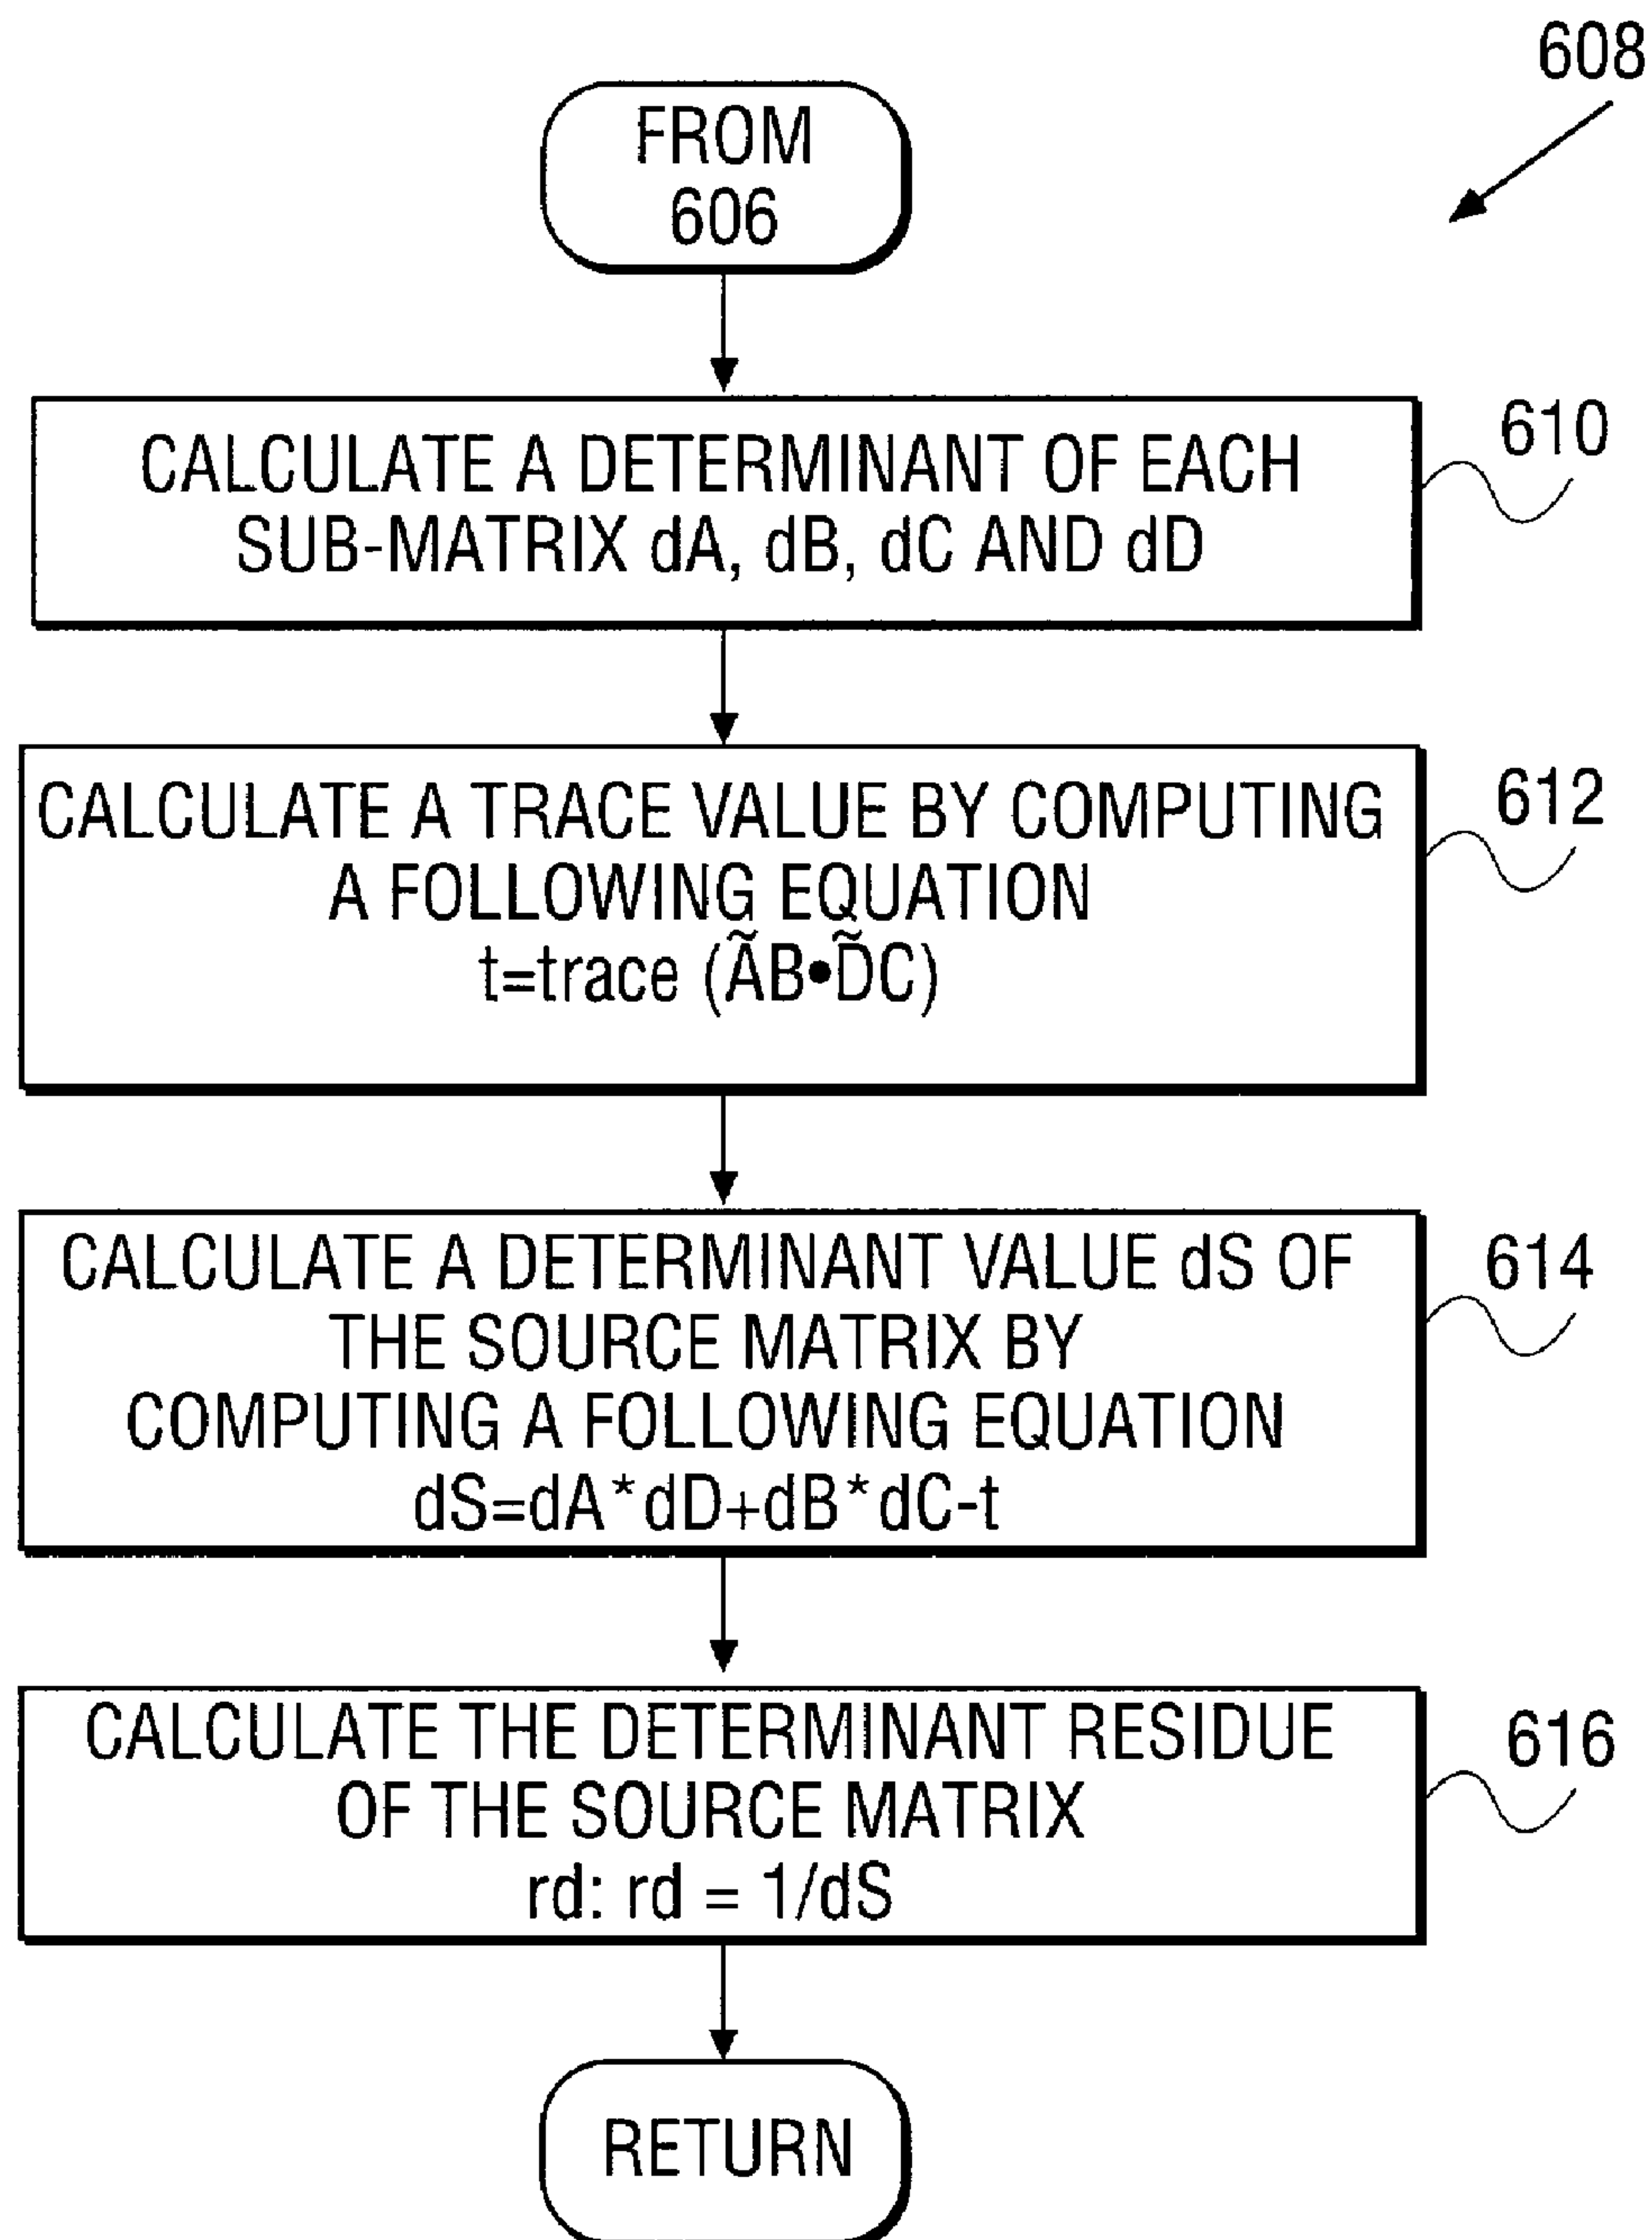 608
FROM
606
CALCULATE A DETERMINANT OF EACH
SUB-MATRIX dA, dB, dC AND dD
610
CALCULATE A TRACE VALUE BY COMPUTING
A FOLLOWING EQUATION
t=trace (ÃB•D̃C)
612
CALCULATE A DETERMINANT VALUE dS OF
THE SOURCE MATRIX BY
COMPUTING A FOLLOWING EQUATION
dS=dA*dD+dB*dC-t
614
CALCULATE THE DETERMINANT RESIDUE
OF THE SOURCE MATRIX
rd: rd = 1/dS
616
RETURN